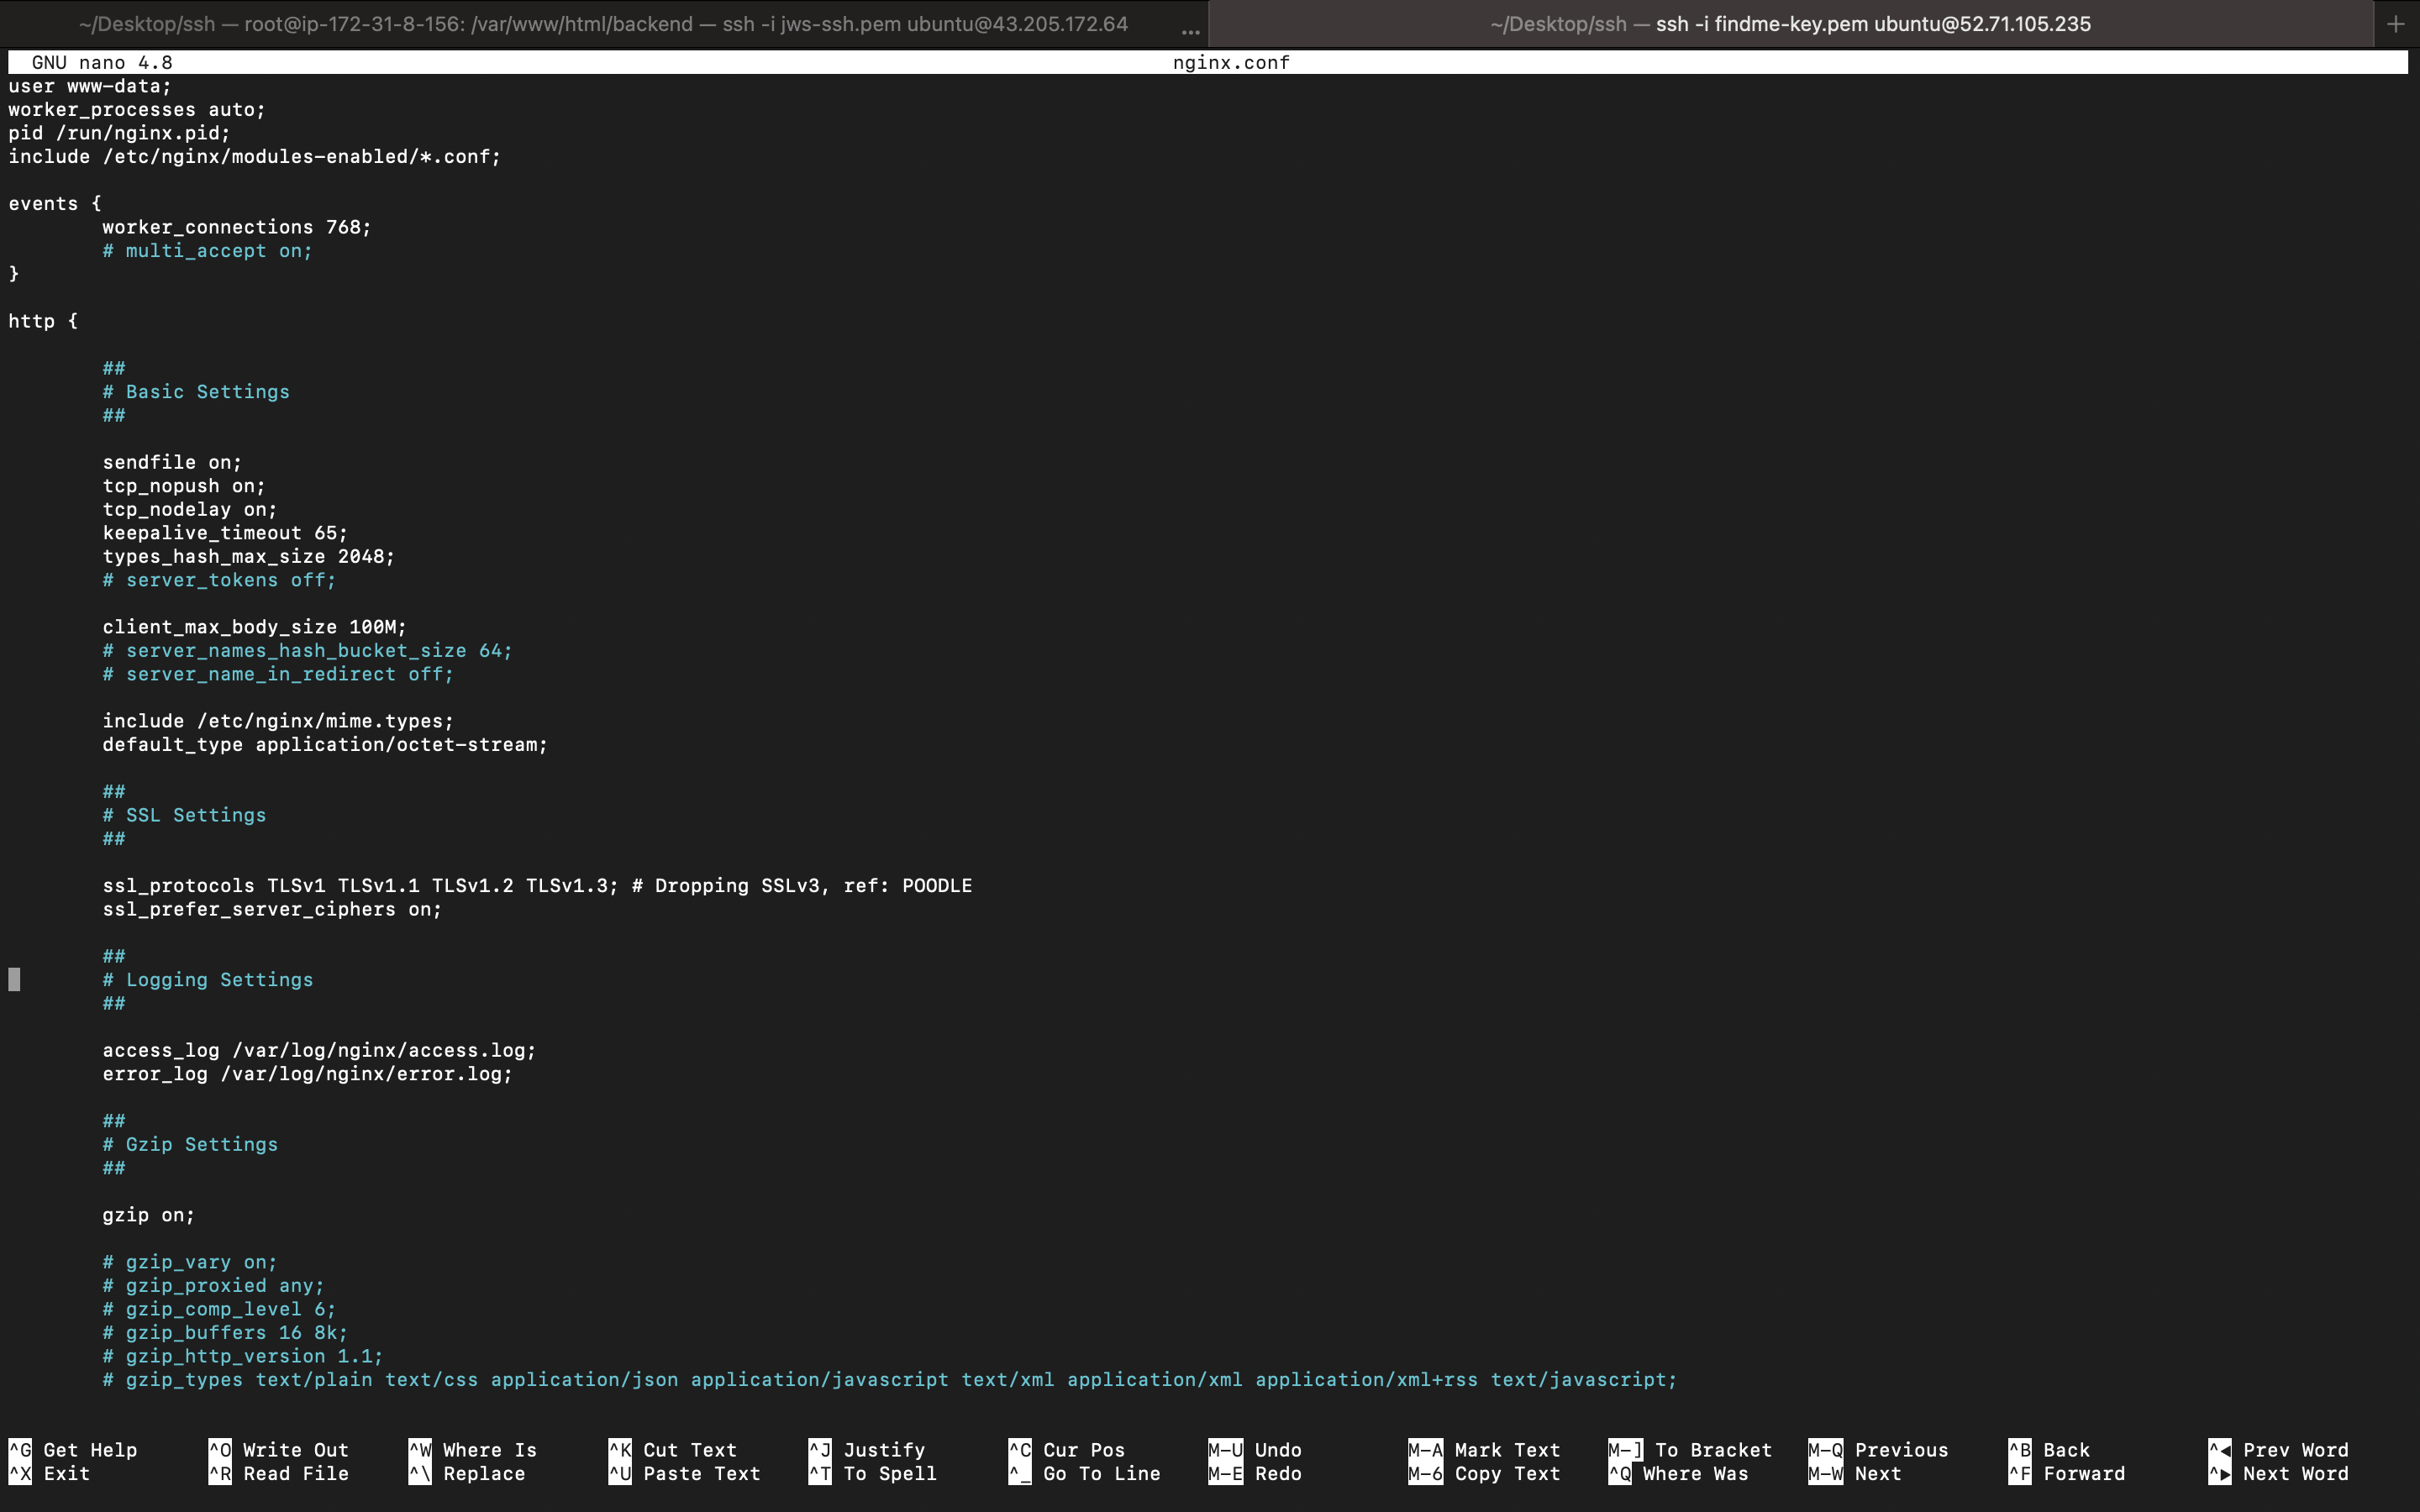 ~/Desktop/ssh — root@ip-172-31-8-156: /var/www/html/backend — ssh -i jws-ssh.pem ubuntu@43.205.172.64 ...
~/Desktop/ssh — ssh -i findme-key.pem ubuntu@52.71.105.235 +
GNU nano 4.8 nginx.conf
user www-data;
worker_processes auto;
pid /run/nginx.pid;
include /etc/nginx/modules-enabled/*.conf;
events {
worker_connections 768;
# multi_accept on;
}
http {
##
# Basic Settings
##
sendfile on;
tcp_nopush on;
tcp_nodelay on;
keepalive_timeout 65;
types_hash_max_size 2048;
# server_tokens off;
client_max_body_size 100M;
# server_names_hash_bucket_size 64;
# server_name_in_redirect off;
include /etc/nginx/mime.types;
default_type application/octet-stream;
##
# SSL Settings
##
ssl_protocols TLSv1 TLSv1.1 TLSv1.2 TLSv1.3; # Dropping SSLv3, ref: POODLE
ssl_prefer_server_ciphers on;
##
# Logging Settings
##
access_log /var/log/nginx/access.log;
error_log /var/log/nginx/error.log;
##
# Gzip Settings
##
gzip on;
# gzip_vary on;
# gzip_proxied any;
# gzip_comp_level 6;
# gzip_buffers 16 8k;
# gzip_http_version 1.1;
# gzip_types text/plain text/css application/json application/javascript text/xml application/xml application/xml+rss text/javascript;
^G Get Help ^O Write Out ^W Where Is ^K Cut Text ^J Justify ^C Cur Pos M-U Undo M-A Mark Text M-] To Bracket M-Q Previous ^B Back ^◀ Prev Word
^X Exit ^R Read File ^\ Replace ^U Paste Text ^T To Spell ^_ Go To Line M-E Redo M-6 Copy Text ^Q Where Was M-W Next ^F Forward ^▶ Next Word